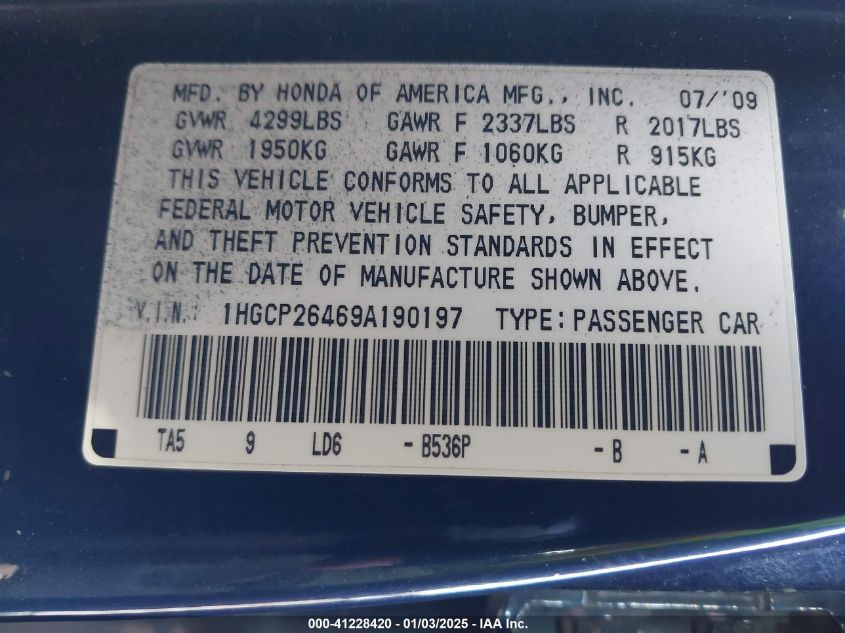 MFD. BY HONDA OF AMERICA MFG., INC. 07/'09
GVWR 4299LBS GAWR F 2337LBS R 2017LBS
GVWR 1950KG GAWR F 1060KG R 915KG
THIS VEHICLE CONFORMS TO ALL APPLICABLE
FEDERAL MOTOR VEHICLE SAFETY, BUMPER,
AND THEFT PREVENTION STANDARDS IN EFFECT
ON THE DATE OF MANUFACTURE SHOWN ABOVE.
V.I.N.: 1HGCP26469A190197 TYPE: PASSENGER CAR
TA5 9 LD6 - B536P - B - A
000-41228420 - 01/03/2025 - IAA Inc.